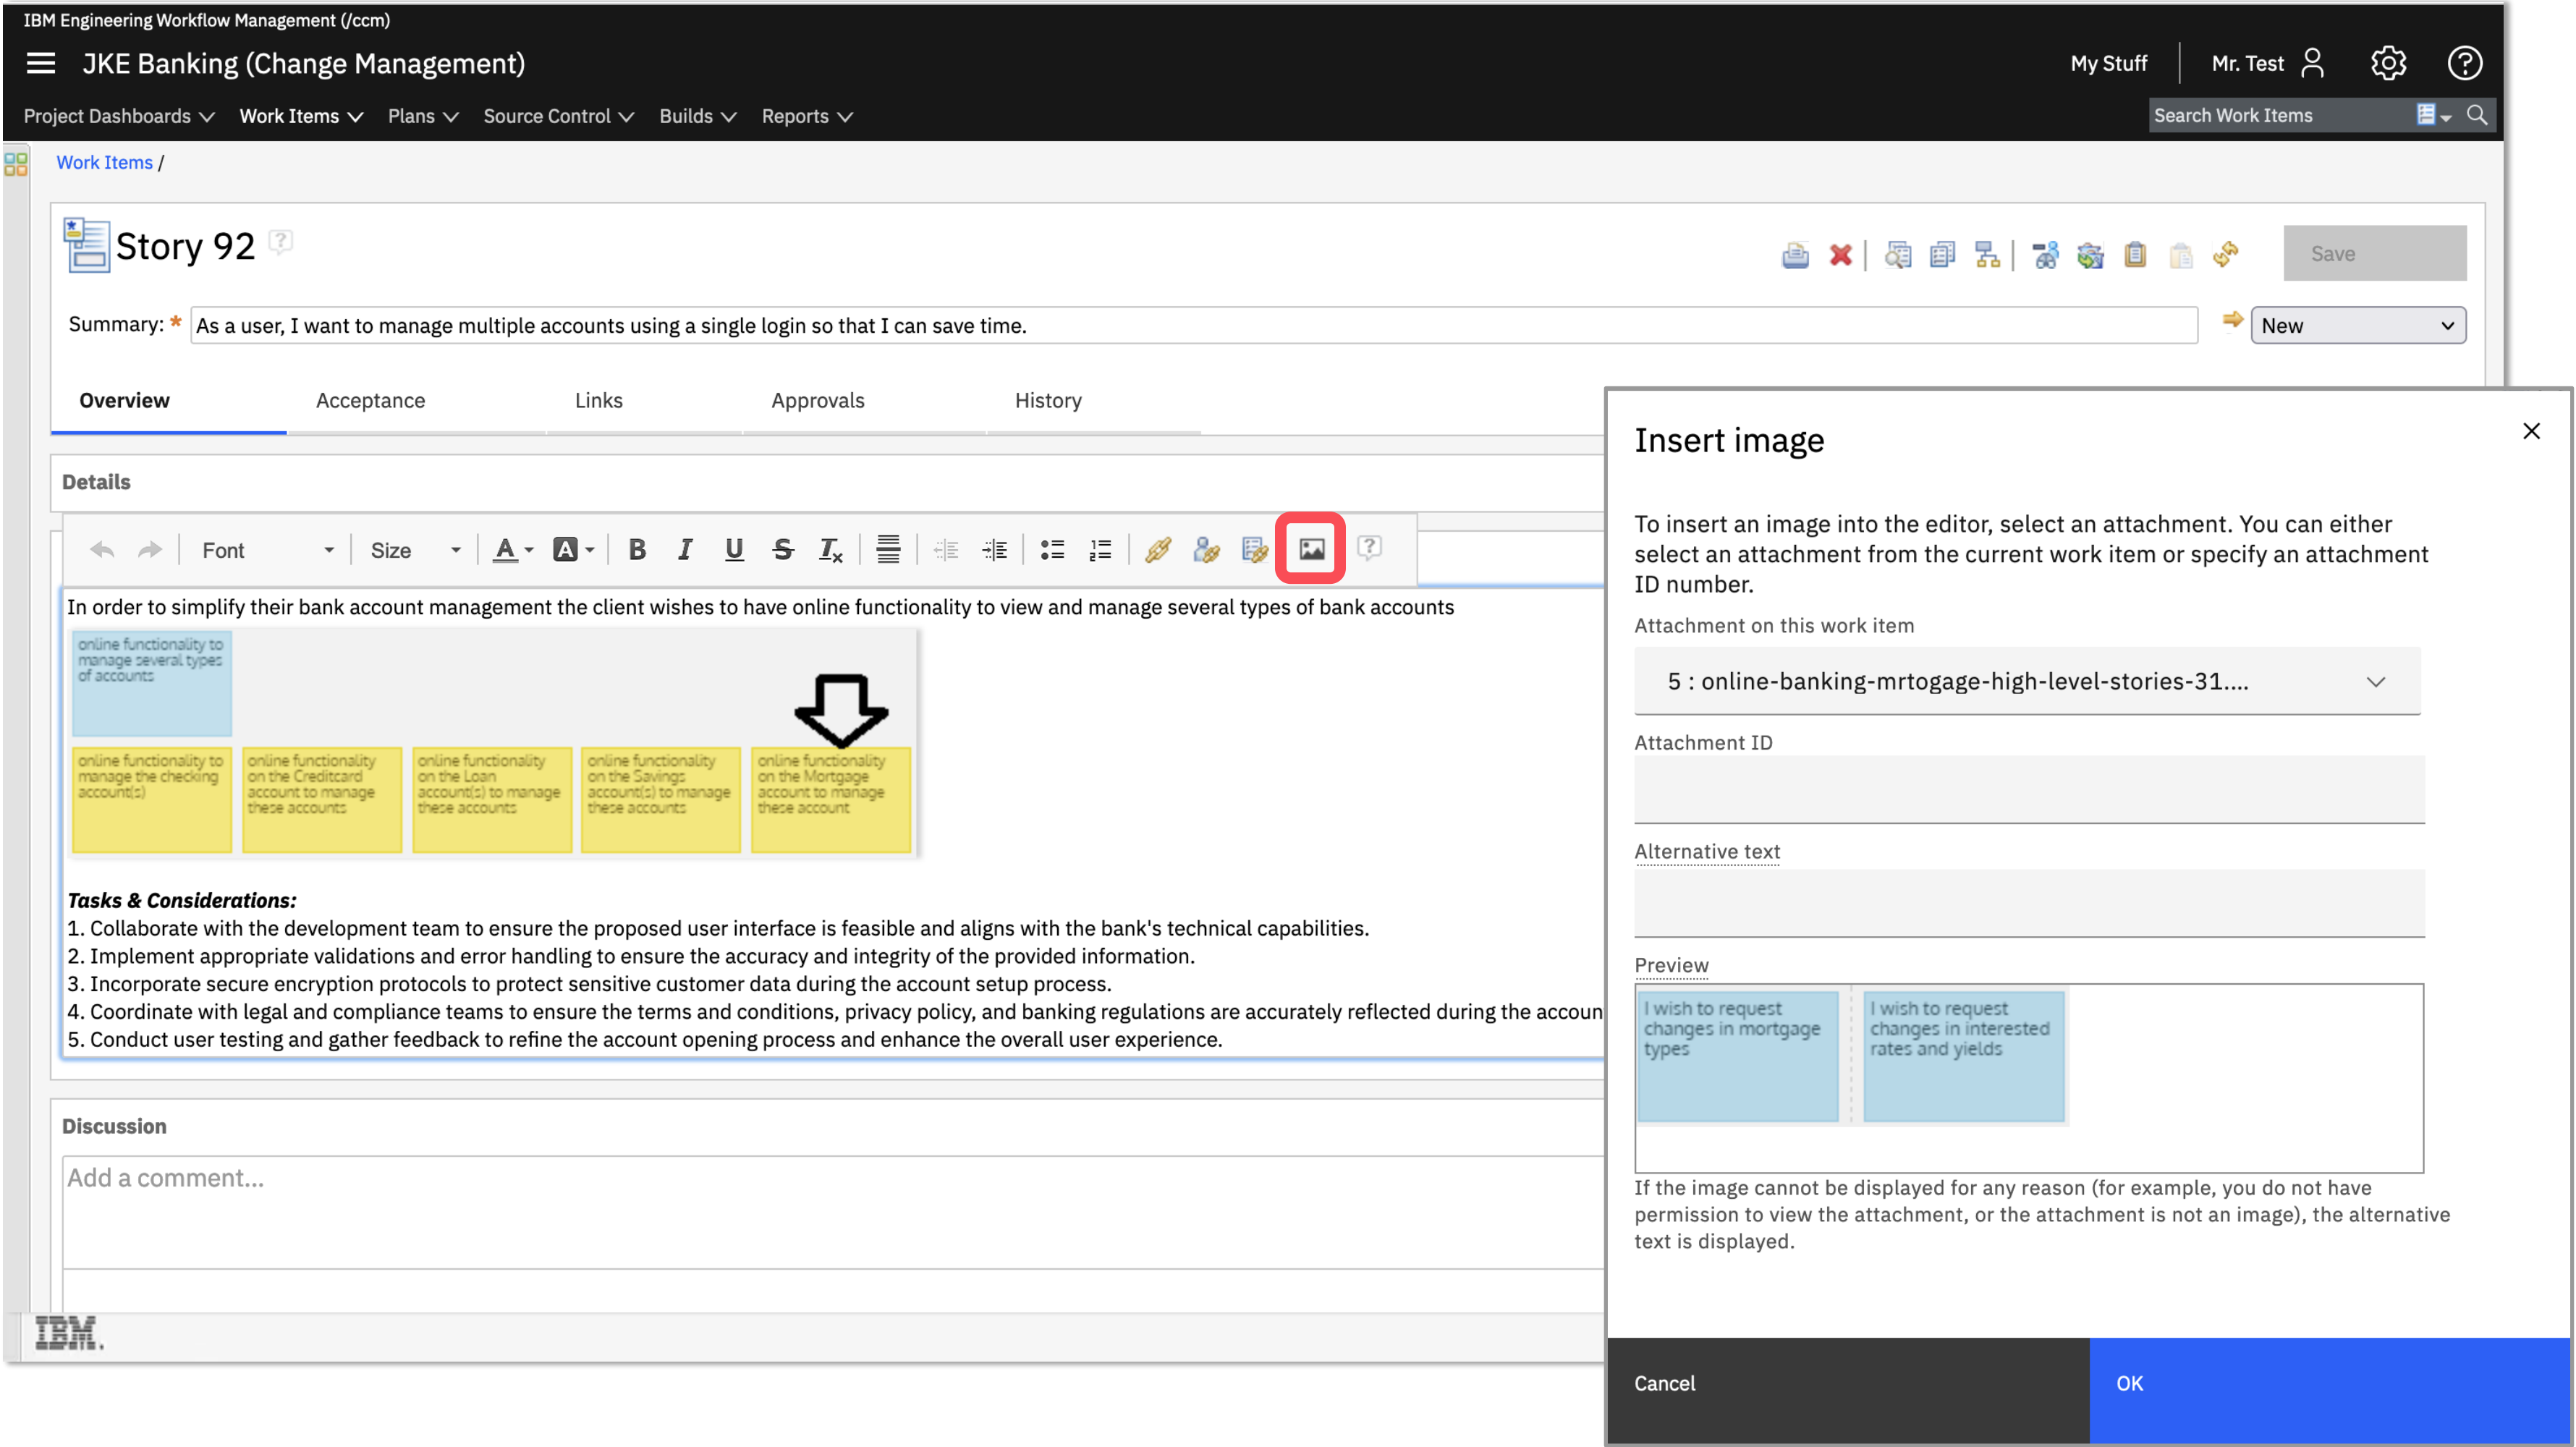 IBM Engineering Workflow Management (/ccm)
JKE Banking (Change Management)
My Stuff
Mr. Test
Project Dashboards
Work Items
Plans
Source Control
Builds
Reports
Search Work Items
Work Items /
Story 92
Save
Summary: *
As a user, I want to manage multiple accounts using a single login so that I can save time.
New
Overview
Acceptance
Links
Approvals
History
Details
Font
Size
A
A
B
I
U
S
Tx
In order to simplify their bank account management the client wishes to have online functionality to view and manage several types of bank accounts
online functionality to
manage several types
of accounts
online functionality to
manage the checking
account(s)
online functionality
on the Creditcard
account to manage
these accounts
online functionality
on the Loan
account(s) to manage
these accounts
online functionality
on the Savings
account(s) to manage
these accounts
online functionality
on the Mortgage
account to manage
these account
Tasks & Considerations:
1. Collaborate with the development team to ensure the proposed user interface is feasible and aligns with the bank's technical capabilities.
2. Implement appropriate validations and error handling to ensure the accuracy and integrity of the provided information.
3. Incorporate secure encryption protocols to protect sensitive customer data during the account setup process.
4. Coordinate with legal and compliance teams to ensure the terms and conditions, privacy policy, and banking regulations are accurately reflected during the accoun
5. Conduct user testing and gather feedback to refine the account opening process and enhance the overall user experience.
Discussion
Add a comment...
IBM.
Insert image
To insert an image into the editor, select an attachment. You can either
select an attachment from the current work item or specify an attachment
ID number.
Attachment on this work item
5 : online-banking-mrtogage-high-level-stories-31....
Attachment ID
Alternative text
Preview
I wish to request
changes in mortgage
types
I wish to request
changes in interested
rates and yields
If the image cannot be displayed for any reason (for example, you do not have
permission to view the attachment, or the attachment is not an image), the alternative
text is displayed.
Cancel
OK